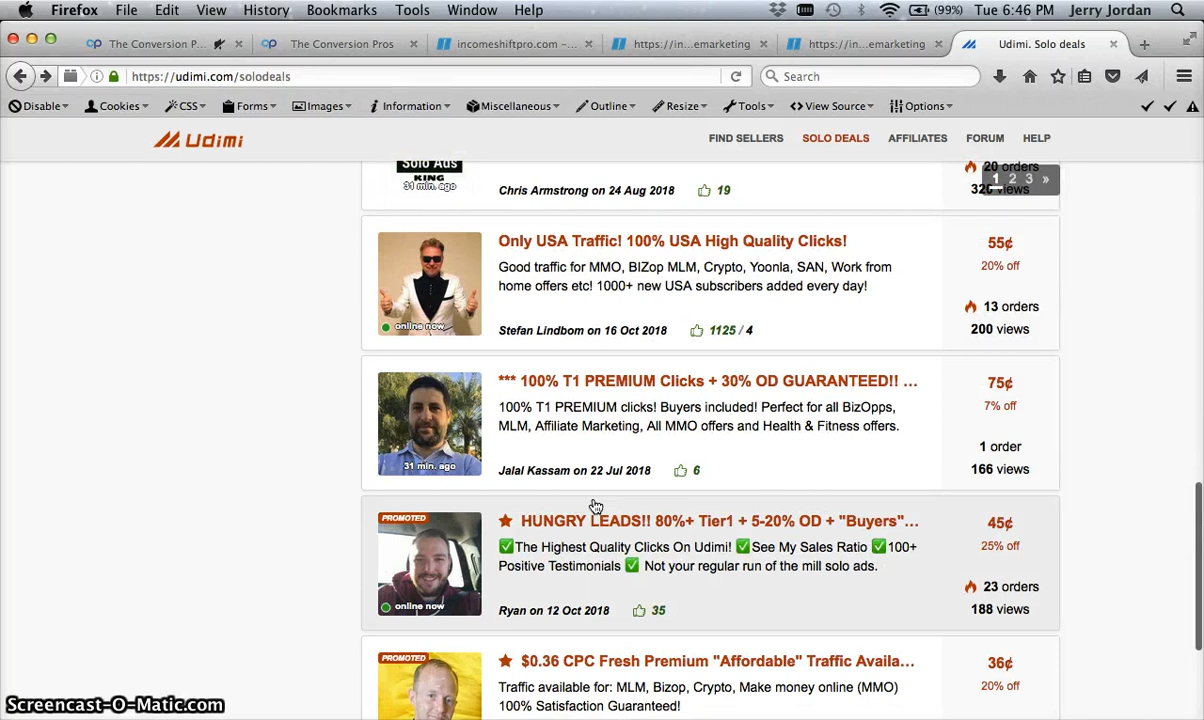 Firefox File Edit View History Bookmarks Tools Window Help (99%) Tue 6:46 PM Jerry Jordan
The Conversion P... The Conversion Pros incomeshiftpro.com –... https://in...emarketing https://in...emarketing Udimi. Solo deals
https://udimi.com/solodeals Search
Disable Cookies CSS Forms Images Information Miscellaneous Outline Resize Tools View Source Options
Udimi FIND SELLERS SOLO DEALS AFFILIATES FORUM HELP
Solo Ads
KING
31 min. ago
Chris Armstrong on 24 Aug 2018 19
20 orders
320 views
1 2 3 »
Only USA Traffic! 100% USA High Quality Clicks!
Good traffic for MMO, BIZop MLM, Crypto, Yoonla, SAN, Work from
home offers etc! 1000+ new USA subscribers added every day!
online now
Stefan Lindbom on 16 Oct 2018 1125 / 4
55¢
20% off
13 orders
200 views
*** 100% T1 PREMIUM Clicks + 30% OD GUARANTEED!! ...
100% T1 PREMIUM clicks! Buyers included! Perfect for all BizOpps,
MLM, Affiliate Marketing, All MMO offers and Health & Fitness offers.
31 min. ago
Jalal Kassam on 22 Jul 2018 6
75¢
7% off
1 order
166 views
PROMOTED
★ HUNGRY LEADS!! 80%+ Tier1 + 5-20% OD + "Buyers"...
✅The Highest Quality Clicks On Udimi! ✅See My Sales Ratio ✅100+
Positive Testimonials ✅ Not your regular run of the mill solo ads.
online now
Ryan on 12 Oct 2018 35
45¢
25% off
23 orders
188 views
PROMOTED
★ $0.36 CPC Fresh Premium "Affordable" Traffic Availa...
Traffic available for: MLM, Bizop, Crypto, Make money online (MMO)
100% Satisfaction Guaranteed!
36¢
20% off
Screencast-O-Matic.com